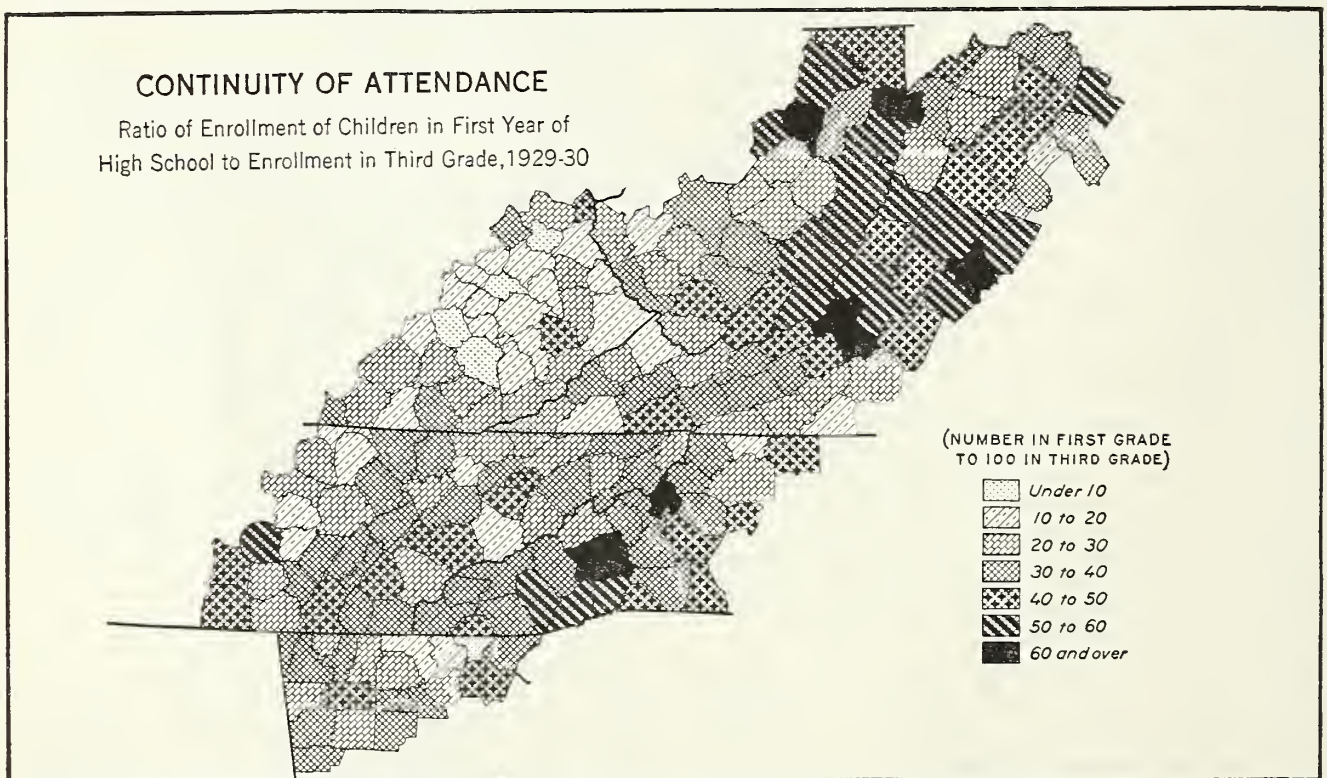 CONTINUITY OF ATTENDANCE
Ratio of Enrollment of Children in First Year of
High School to Enrollment in Third Grade, 1929-30
(NUMBER IN FIRST GRADE
TO 100 IN THIRD GRADE)
Under 10
10 to 20
20 to 30
30 to 40
40 to 50
50 to 60
60 and over